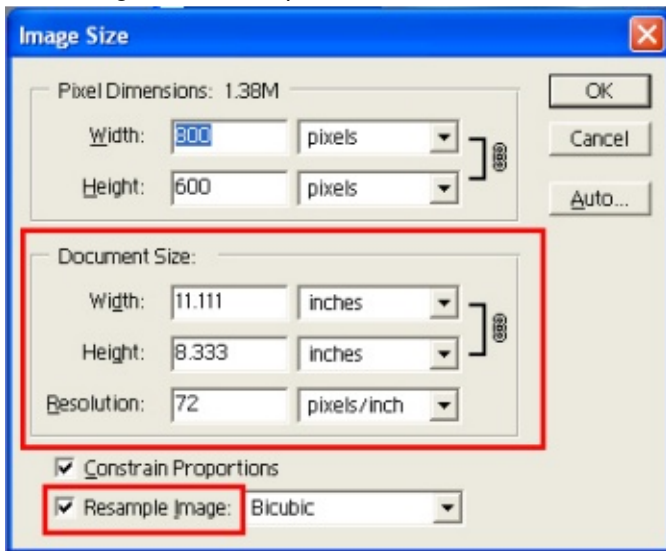 Image Size
Pixel Dimensions: 1.38M
OK
Width: 800 pixels
Cancel
Height: 600 pixels
Auto...
Document Size:
Width: 11.111 inches
Height: 8.333 inches
Resolution: 72 pixels/inch
Constrain Proportions
Resample Image: Bicubic